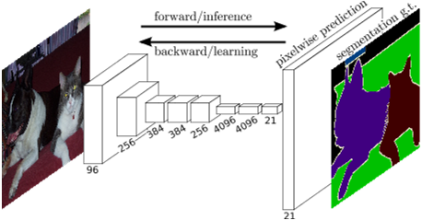 forward/inference
backward/learning
pixelwise prediction
segmentation g.t.
96
256
384
384
256
4096
4096
21
21